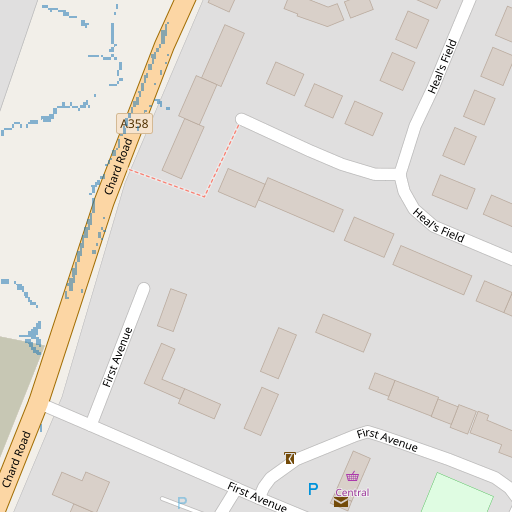 Heal's Field
A358
Chard Road
Heal's Field
First Avenue
First Avenue
Chard Road
P
Central
First Avenue
P